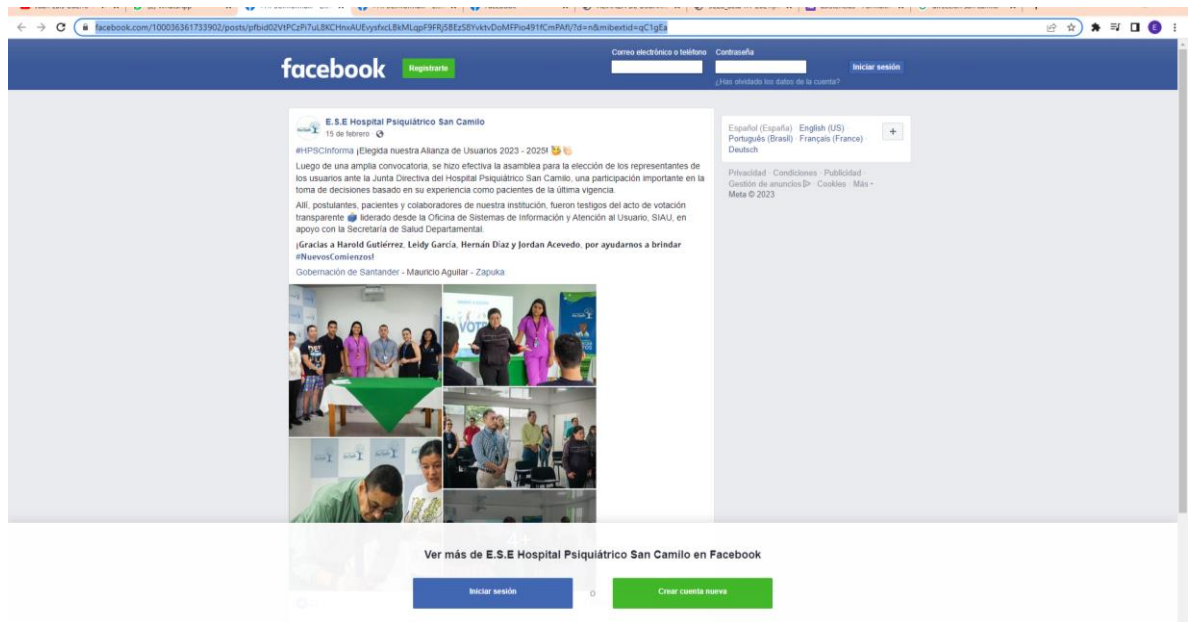 facebook.com/100036361733902/posts/
facebook
Registrarte
Correo electrónico o teléfono
Contraseña
Iniciar sesión
¿Has olvidado los datos de la cuenta?
E.S.E Hospital Psiquiátrico San Camilo
15 de febrero ·
#HPSCInforma ¡Elegida nuestra Alianza de Usuarios 2023 - 2025!
Luego de una amplia convocatoria, se hizo efectiva la asamblea para la elección de los representantes de
los usuarios ante la Junta Directiva del Hospital Psiquiátrico San Camilo, una participación importante en la
toma de decisiones basado en su experiencia como pacientes de la última vigencia.
Allí, postulantes, pacientes y colaboradores de nuestra institución, fueron testigos del acto de votación
transparente 🗳️ liderado desde la Oficina de Sistemas de Información y Atención al Usuario, SIAU, en
apoyo con la Secretaría de Salud Departamental.
¡Gracias a Harold Gutiérrez, Leidy García, Hernán Díaz y Jordan Acevedo, por ayudarnos a brindar
#NuevosComienzos!
Gobernación de Santander - Mauricio Aguilar - Zapuka
VOTE
4+
Español (España) · English (US) ·
Português (Brasil) · Français (France) ·
Deutsch
+
Privacidad · Condiciones · Publicidad ·
Gestión de anuncios · Cookies · Más
Meta © 2023
Ver más de E.S.E Hospital Psiquiátrico San Camilo en Facebook
Iniciar sesión
o
Crear cuenta nueva